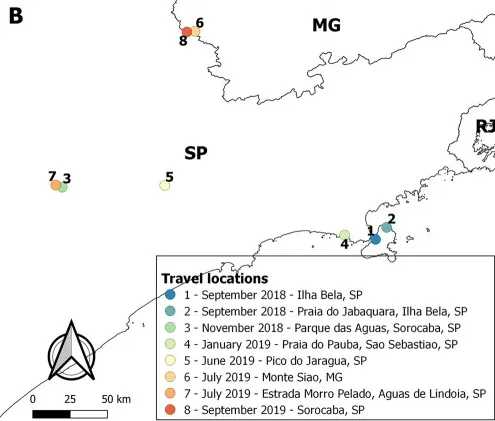 B
6
8
MG
SP
RJ
7
3
5
2
1
4
Travel locations
1 - September 2018 - Ilha Bela, SP
2 - September 2018 - Praia do Jabaquara, Ilha Bela, SP
3 - November 2018 - Parque das Aguas, Sorocaba, SP
4 - January 2019 - Praia do Pauba, Sao Sebastiao, SP
5 - June 2019 - Pico do Jaragua, SP
6 - July 2019 - Monte Siao, MG
7 - July 2019 - Estrada Morro Pelado, Aguas de Lindoia, SP
8 - September 2019 - Sorocaba, SP
0 25 50 km